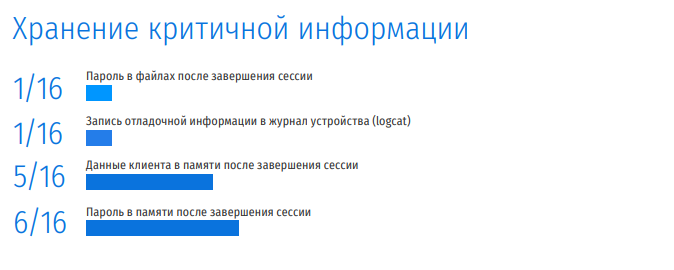 Хранение критичной информации
1/16 Пароль в файлах после завершения сессии
1/16 Запись отладочной информации в журнал устройства (logcat)
5/16 Данные клиента в памяти после завершения сессии
6/16 Пароль в памяти после завершения сессии